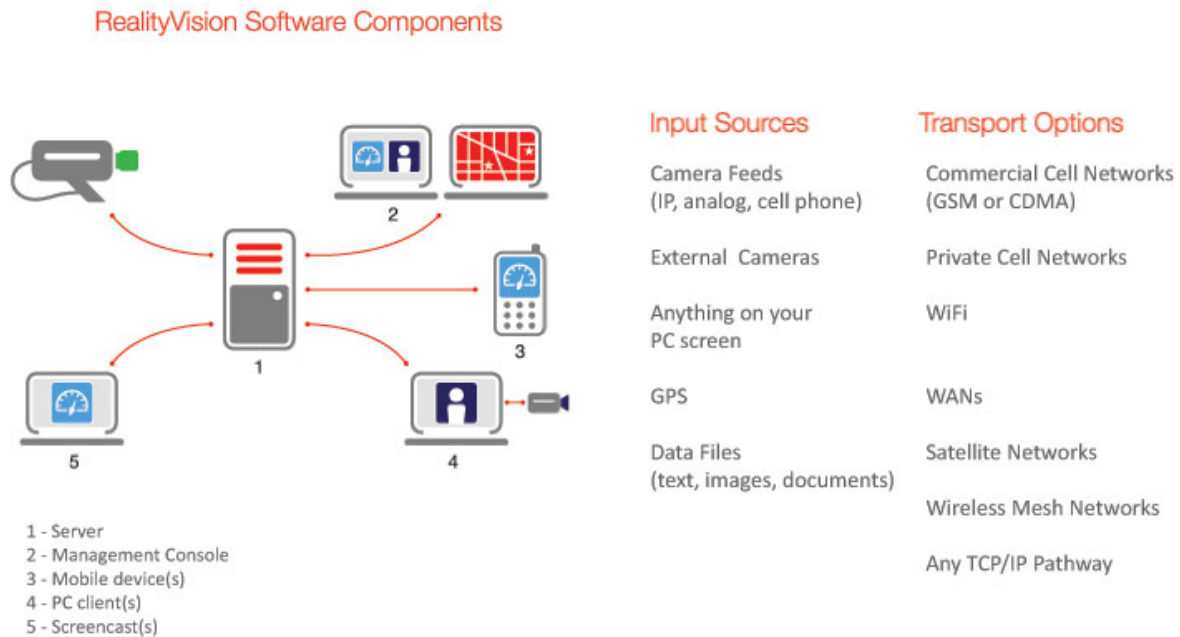 RealityVision Software Components
2
1
3
4
5
1 - Server
2 - Management Console
3 - Mobile device(s)
4 - PC client(s)
5 - Screencast(s)
Input Sources
Camera Feeds
(IP, analog, cell phone)
External Cameras
Anything on your
PC screen
GPS
Data Files
(text, images, documents)
Transport Options
Commercial Cell Networks
(GSM or CDMA)
Private Cell Networks
WiFi
WANs
Satellite Networks
Wireless Mesh Networks
Any TCP/IP Pathway